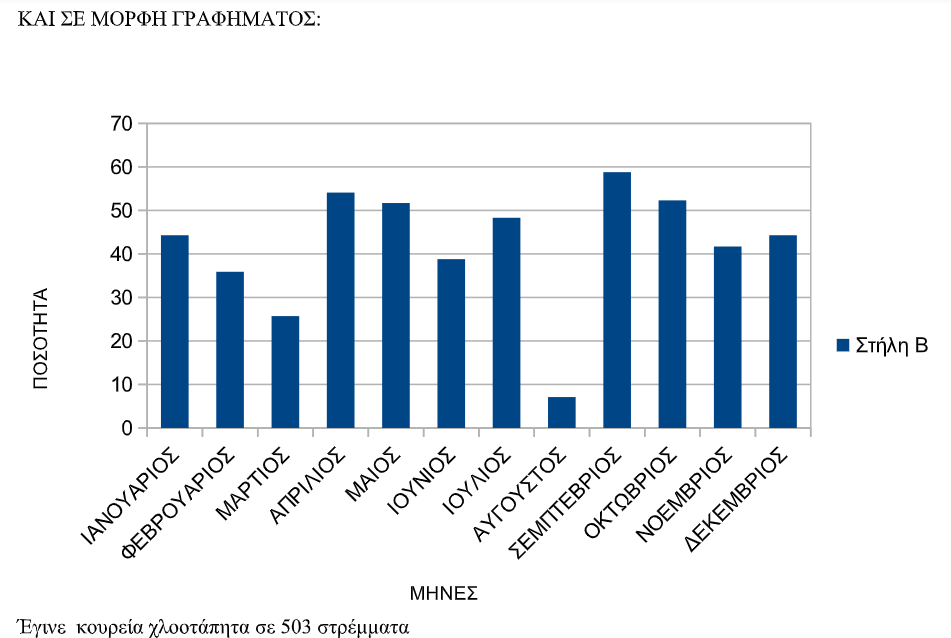 ΚΑΙ ΣΕ ΜΟΡΦΗ ΓΡΑΦΗΜΑΤΟΣ:
70
60
50
40
30
20
10
0
ΠΟΣΟΤΗΤΑ
Στήλη Β
ΙΑΝΟΥΑΡΙΟΣ
ΦΕΒΡΟΥΑΡΙΟΣ
ΜΑΡΤΙΟΣ
ΑΠΡΙΛΙΟΣ
ΜΑΙΟΣ
ΙΟΥΝΙΟΣ
ΙΟΥΛΙΟΣ
ΑΥΓΟΥΣΤΟΣ
ΣΕΜΠΤΕΒΡΙΟΣ
ΟΚΤΩΒΡΙΟΣ
ΝΟΕΜΒΡΙΟΣ
ΔΕΚΕΜΒΡΙΟΣ
ΜΗΝΕΣ
Έγινε κουρεία χλοοτάπητα σε 503 στρέμματα